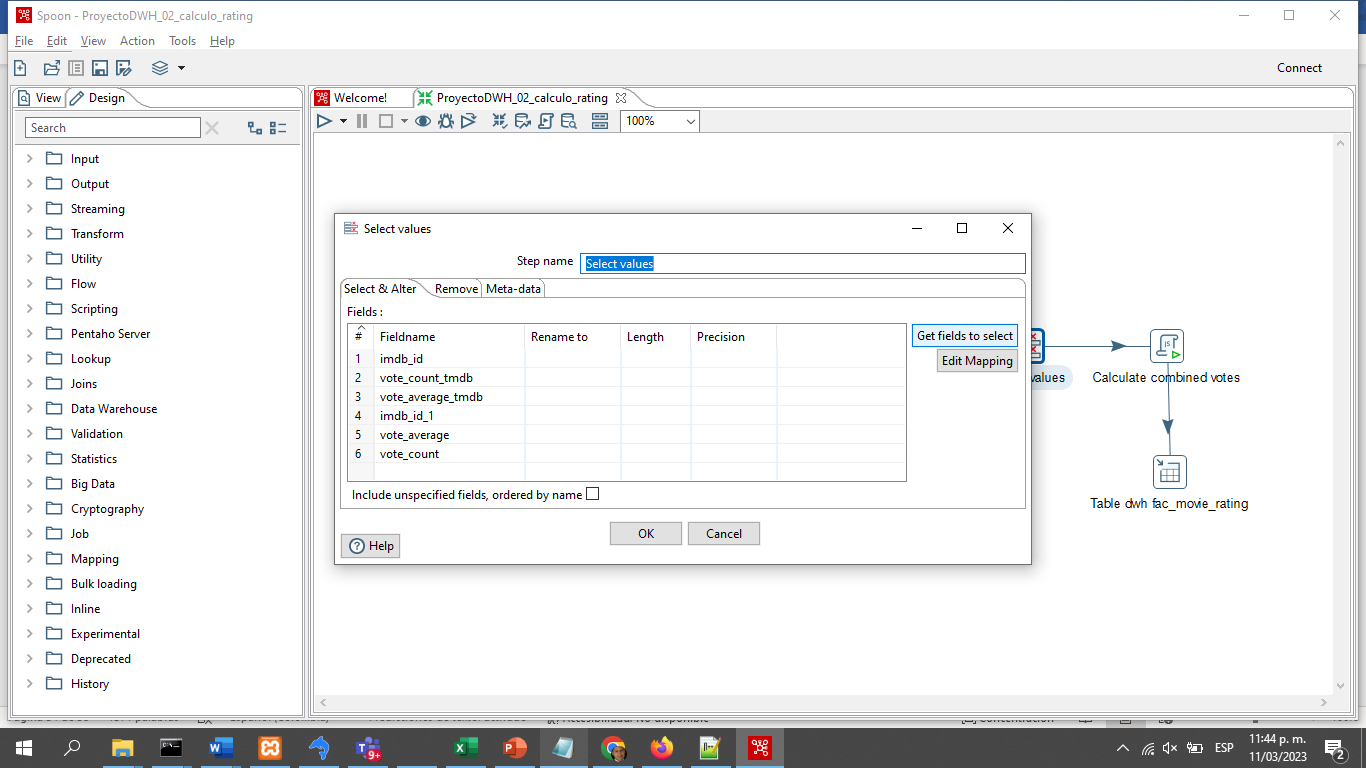 Spoon - ProyectoDWH_02_calculo_rating
File Edit View Action Tools Help
Connect
View Design
Welcome! ProyectoDWH_02_calculo_rating
Search
100%
Input
Output
Streaming
Transform
Utility
Flow
Scripting
Pentaho Server
Lookup
Joins
Data Warehouse
Validation
Statistics
Big Data
Cryptography
Job
Mapping
Bulk loading
Inline
Experimental
Deprecated
History
Select values
Step name Select values
Select & Alter Remove Meta-data
Fields :
# Fieldname Rename to Length Precision
1 imdb_id
2 vote_count_tmdb
3 vote_average_tmdb
4 imdb_id_1
5 vote_average
6 vote_count
Get fields to select
Edit Mapping
Include unspecified fields, ordered by name
OK Cancel
Help
values
JS
Calculate combined votes
Table dwh fac_movie_rating
9+
ESP
11:44 p. m.
11/03/2023
2